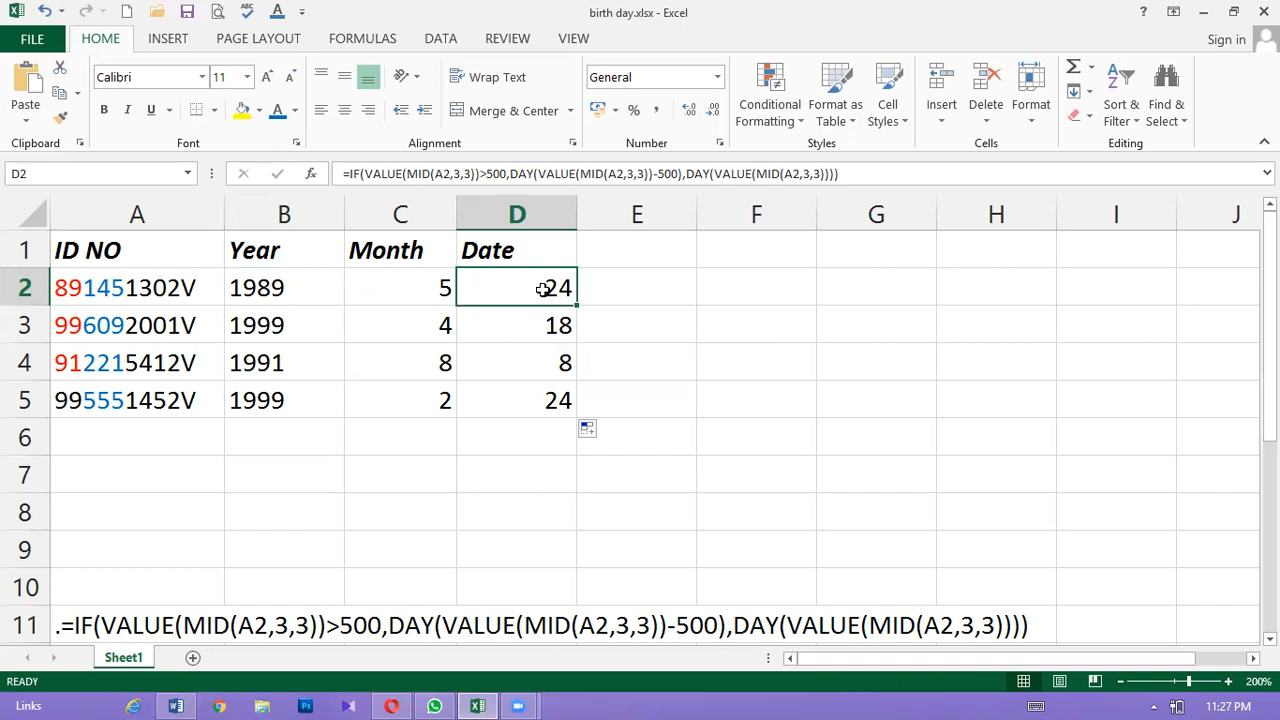 birth day.xlsx - Excel
FILE HOME INSERT PAGE LAYOUT FORMULAS DATA REVIEW VIEW Sign in
Calibri 11 Wrap Text General
Paste B I U Merge & Center % Conditional Formatting Format as Table Cell Styles Insert Delete Format Sort & Filter Find & Select
Clipboard Font Alignment Number Styles Cells Editing
D2 =IF(VALUE(MID(A2,3,3))>500,DAY(VALUE(MID(A2,3,3))-500),DAY(VALUE(MID(A2,3,3))))
A B C D E F G H I J
1 ID NO Year Month Date
2 891451302V 1989 5 24
3 996092001V 1999 4 18
4 912215412V 1991 8 8
5 995551452V 1999 2 24
6
7
8
9
10
11 .=IF(VALUE(MID(A2,3,3))>500,DAY(VALUE(MID(A2,3,3))-500),DAY(VALUE(MID(A2,3,3))))
Sheet1
READY 200%
Links 11:27 PM